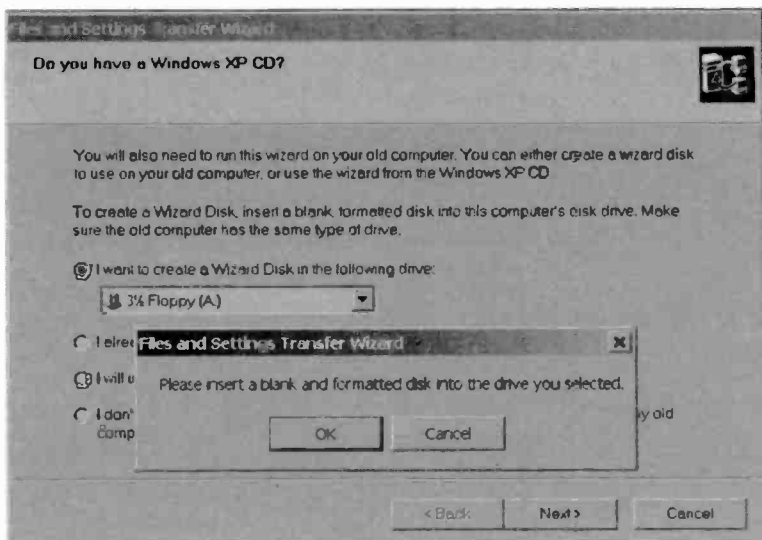 Files and Settings Transfer Wizard
Do you have a Windows XP CD?
You will also need to run this wizard on your old computer. You can either create a wizard disk
to use on your old computer, or use the wizard from the Windows XP CD
To create a Wizard Disk, insert a blank, formatted disk into this computer's disk drive. Make
sure the old computer has the same type of drive.
I want to create a Wizard Disk in the following drive:
3½ Floppy (A:)
I alrea
Files and Settings Transfer Wizard
I will u
Please insert a blank and formatted disk into the drive you selected.
I don'
comp
y old
OK
Cancel
< Back
Next >
Cancel